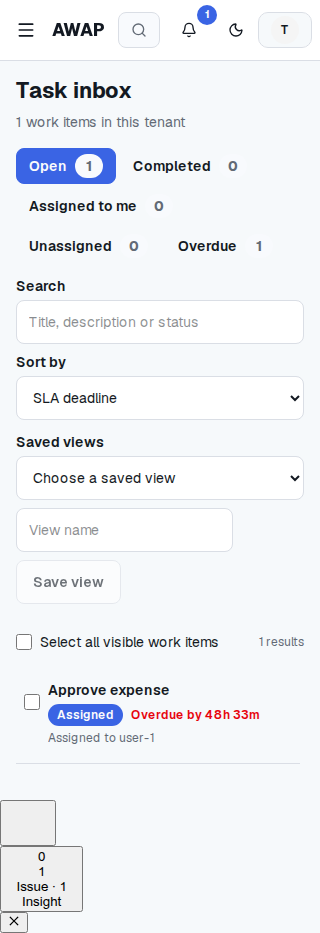 AWAP
1
T
Task inbox
1 work items in this tenant
Open 1 Completed 0
Assigned to me 0
Unassigned 0 Overdue 1
Search
Title, description or status
Sort by
SLA deadline
Saved views
Choose a saved view
View name
Save view
Select all visible work items 1 results
Approve expense
Assigned Overdue by 48h 33m
Assigned to user-1
0
1
Issue · 1
Insight